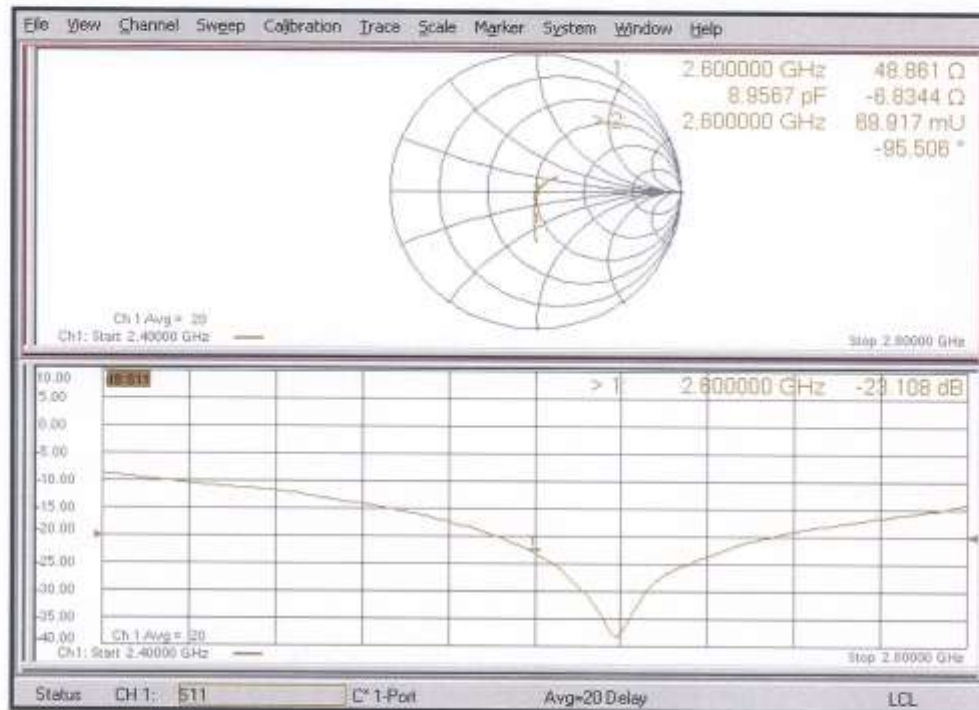 File View Channel Sweep Calibration Trace Scale Marker System Window Help
1 2.600000 GHz 48.861 Ω
8.9567 pF -6.8344 Ω
> 2: 2.600000 GHz 69.917 mU
-95.506 °
Ch 1 Avg = 20
Ch1: Start 2.40000 GHz
Stop 2.80000 GHz
10.00
> 1: 2.600000 GHz -23.108 dB
5.00
0.00
-5.00
-10.00
-15.00
-20.00
-25.00
1
-30.00
-35.00
-40.00
Ch 1 Avg = 20
Ch1: Start 2.40000 GHz
Stop 2.80000 GHz
Status CH 1: S11 C* 1-Port Avg=20 Delay LCL